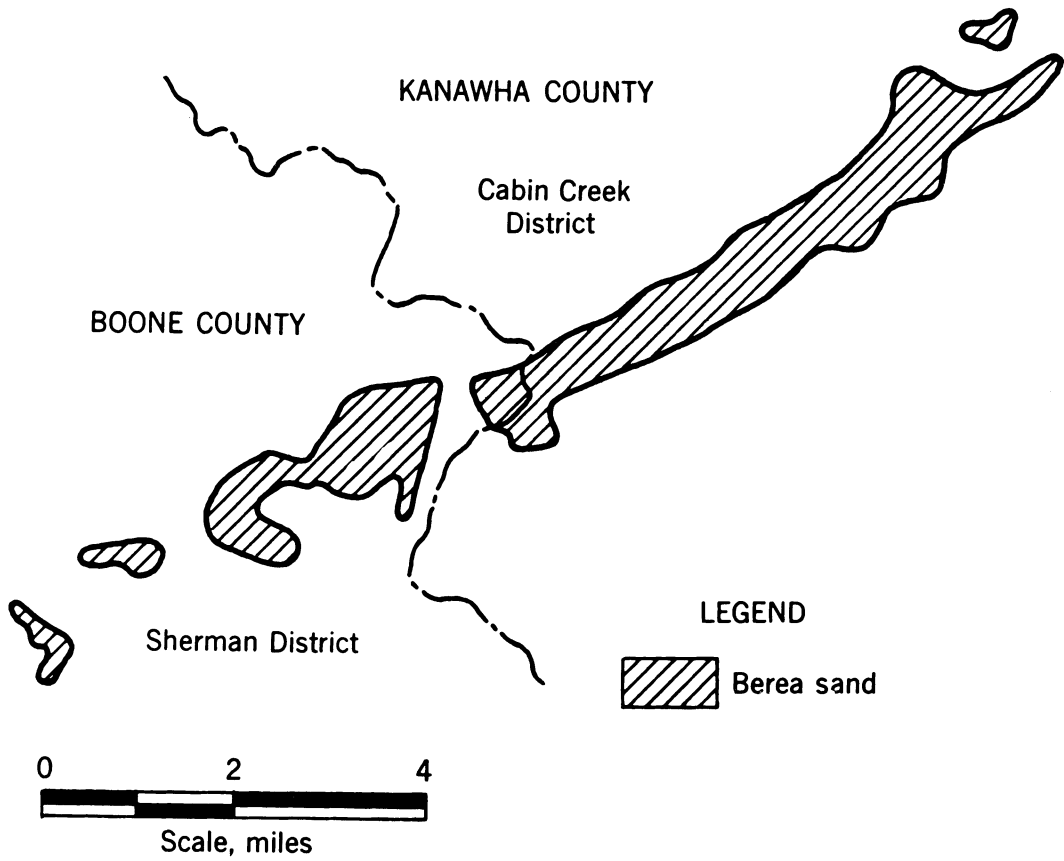 KANAWHA COUNTY
Cabin Creek
District
BOONE COUNTY
Sherman District
LEGEND
Berea sand
0 2 4
Scale, miles